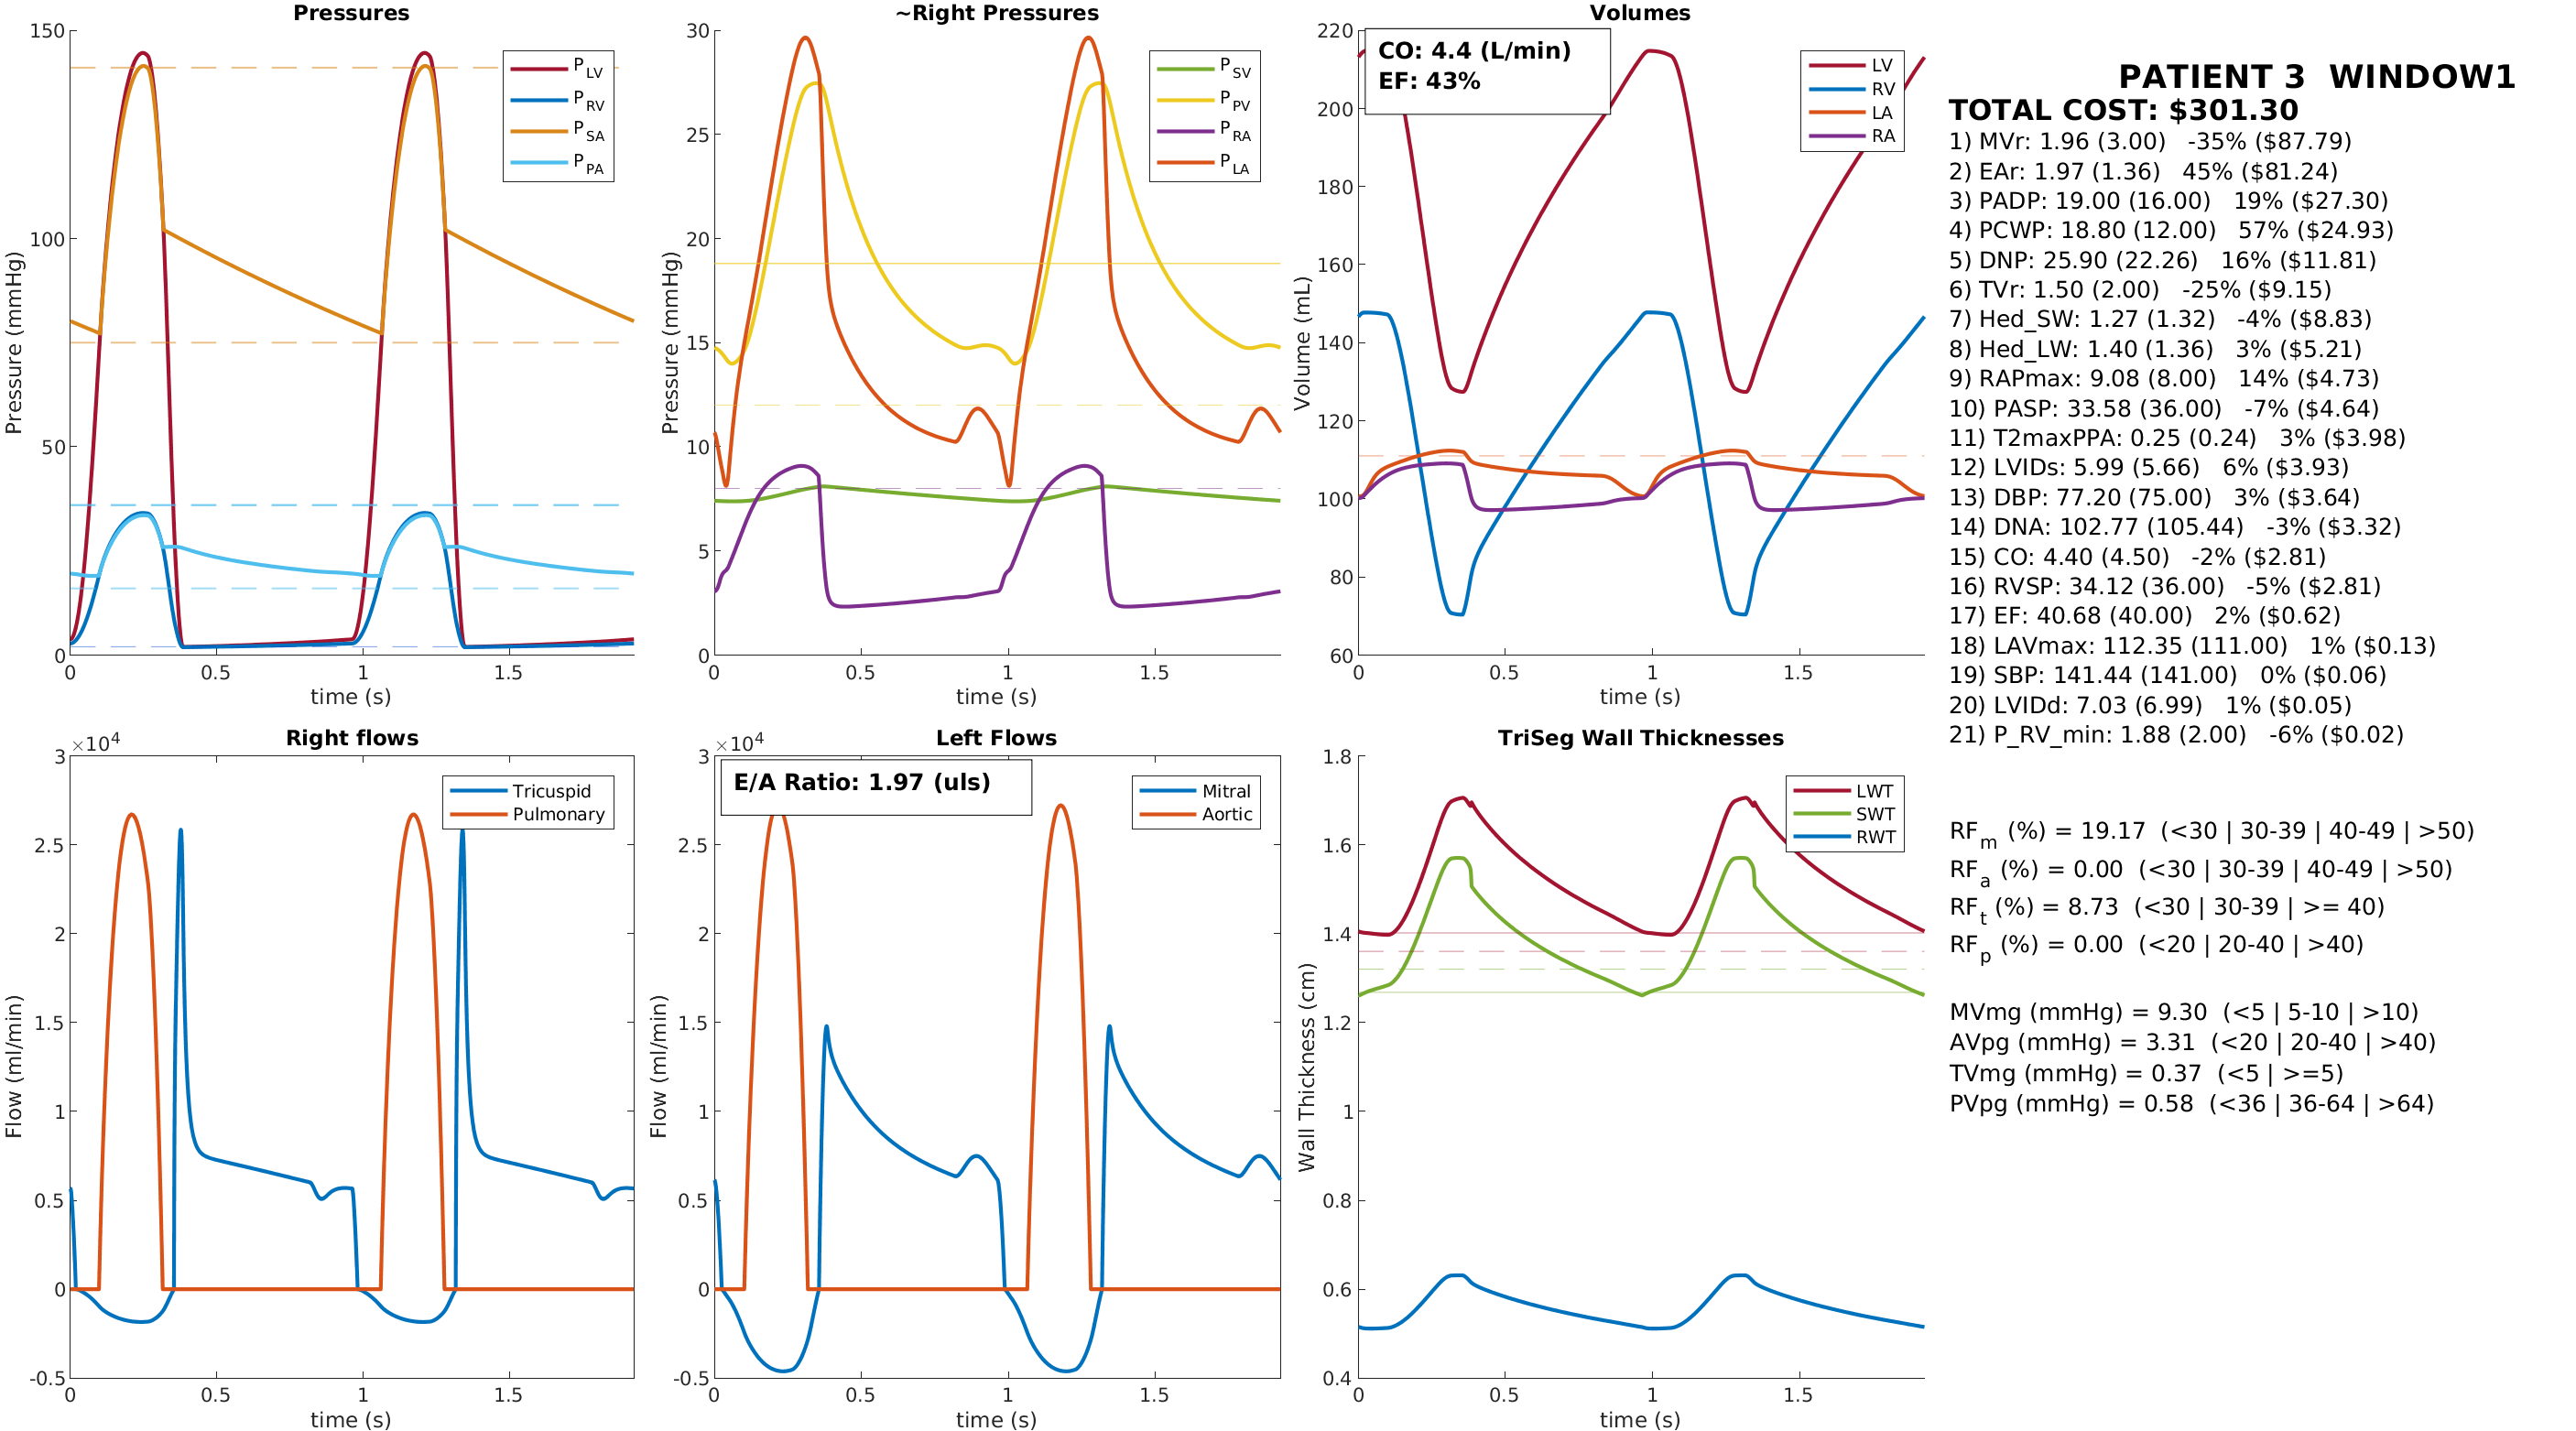 Pressures
150
100
50
0
Pressure (mmHg)
0 0.5 1 1.5
time (s)
P LV
P RV
P SA
P PA
~Right Pressures
30
25
20
15
10
5
0
Pressure (mmHg)
0 0.5 1 1.5
time (s)
P SV
P PV
P RA
P LA
Volumes
220
200
180
160
140
120
100
80
60
Volume (mL)
0 0.5 1 1.5
time (s)
CO: 4.4 (L/min)
EF: 43%
LV
RV
LA
RA
PATIENT 3 WINDOW1
TOTAL COST: $301.30
1) MVr: 1.96 (3.00) -35% ($87.79)
2) EAr: 1.97 (1.36) 45% ($81.24)
3) PADP: 19.00 (16.00) 19% ($27.30)
4) PCWP: 18.80 (12.00) 57% ($24.93)
5) DNP: 25.90 (22.26) 16% ($11.81)
6) TVr: 1.50 (2.00) -25% ($9.15)
7) Hed_SW: 1.27 (1.32) -4% ($8.83)
8) Hed_LW: 1.40 (1.36) 3% ($5.21)
9) RAPmax: 9.08 (8.00) 14% ($4.73)
10) PASP: 33.58 (36.00) -7% ($4.64)
11) T2maxPPA: 0.25 (0.24) 3% ($3.98)
12) LVIDs: 5.99 (5.66) 6% ($3.93)
13) DBP: 77.20 (75.00) 3% ($3.64)
14) DNA: 102.77 (105.44) -3% ($3.32)
15) CO: 4.40 (4.50) -2% ($2.81)
16) RVSP: 34.12 (36.00) -5% ($2.81)
17) EF: 40.68 (40.00) 2% ($0.62)
18) LAVmax: 112.35 (111.00) 1% ($0.13)
19) SBP: 141.44 (141.00) 0% ($0.06)
20) LVIDd: 7.03 (6.99) 1% ($0.05)
21) P_RV_min: 1.88 (2.00) -6% ($0.02)
RF m (%) = 19.17 (<30 | 30-39 | 40-49 | >50)
RF a (%) = 0.00 (<30 | 30-39 | 40-49 | >50)
RF t (%) = 8.73 (<30 | 30-39 | >= 40)
RF p (%) = 0.00 (<20 | 20-40 | >40)
MVmg (mmHg) = 9.30 (<5 | 5-10 | >10)
AVpg (mmHg) = 3.31 (<20 | 20-40 | >40)
TVmg (mmHg) = 0.37 (<5 | >=5)
PVpg (mmHg) = 0.58 (<36 | 36-64 | >64)
Right flows
×10^4
3
2.5
2
1.5
1
0.5
0
-0.5
Flow (ml/min)
0 0.5 1 1.5
time (s)
Tricuspid
Pulmonary
Left Flows
×10^4
3
2.5
2
1.5
1
0.5
0
-0.5
Flow (ml/min)
0 0.5 1 1.5
time (s)
E/A Ratio: 1.97 (uls)
Mitral
Aortic
TriSeg Wall Thicknesses
1.8
1.6
1.4
1.2
1
0.8
0.6
0.4
Wall Thickness (cm)
0 0.5 1 1.5
time (s)
LWT
SWT
RWT